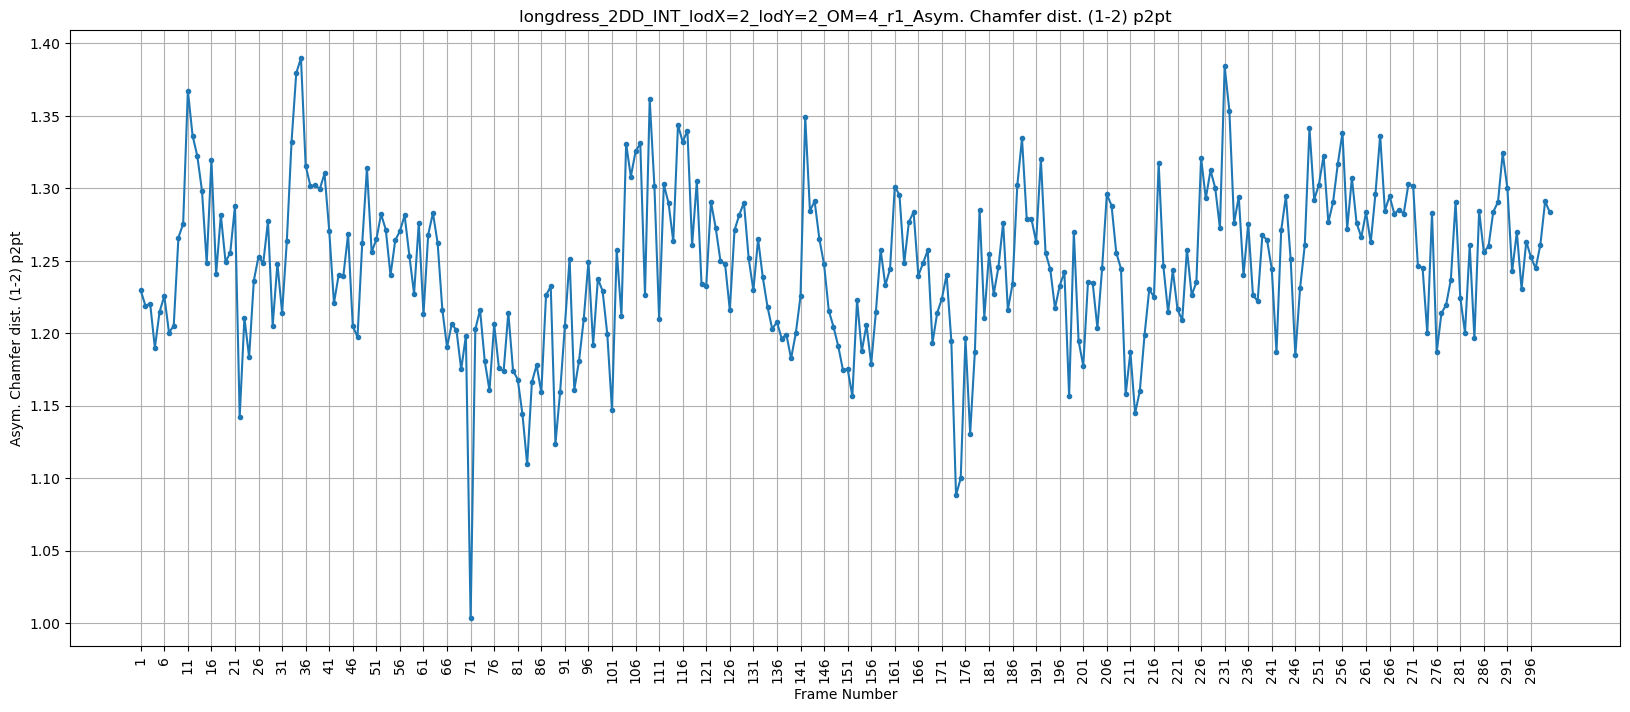 longdress_2DD_INT_lodX=2_lodY=2_OM=4_r1_Asym. Chamfer dist. (1-2) p2pt
Asym. Chamfer dist. (1-2) p2pt
1.40
1.35
1.30
1.25
1.20
1.15
1.10
1.05
1.00
1 6 11 16 21 26 31 36 41 46 51 56 61 66 71 76 81 86 91 96 101 106 111 116 121 126 131 136 141 146 151 156 161 166 171 176 181 186 191 196 201 206 211 216 221 226 231 236 241 246 251 256 261 266 271 276 281 286 291 296
Frame Number